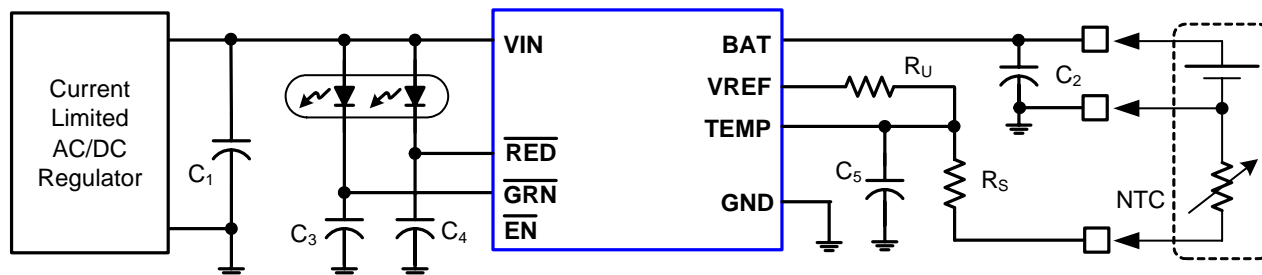 Current
Limited
AC/DC
Regulator
C1
C3
C4
VIN
RED
GRN
EN
BAT
VREF
TEMP
GND
RU
C5
RS
C2
NTC